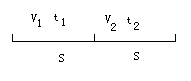 V₁ t₁ V₂ t₂
S S